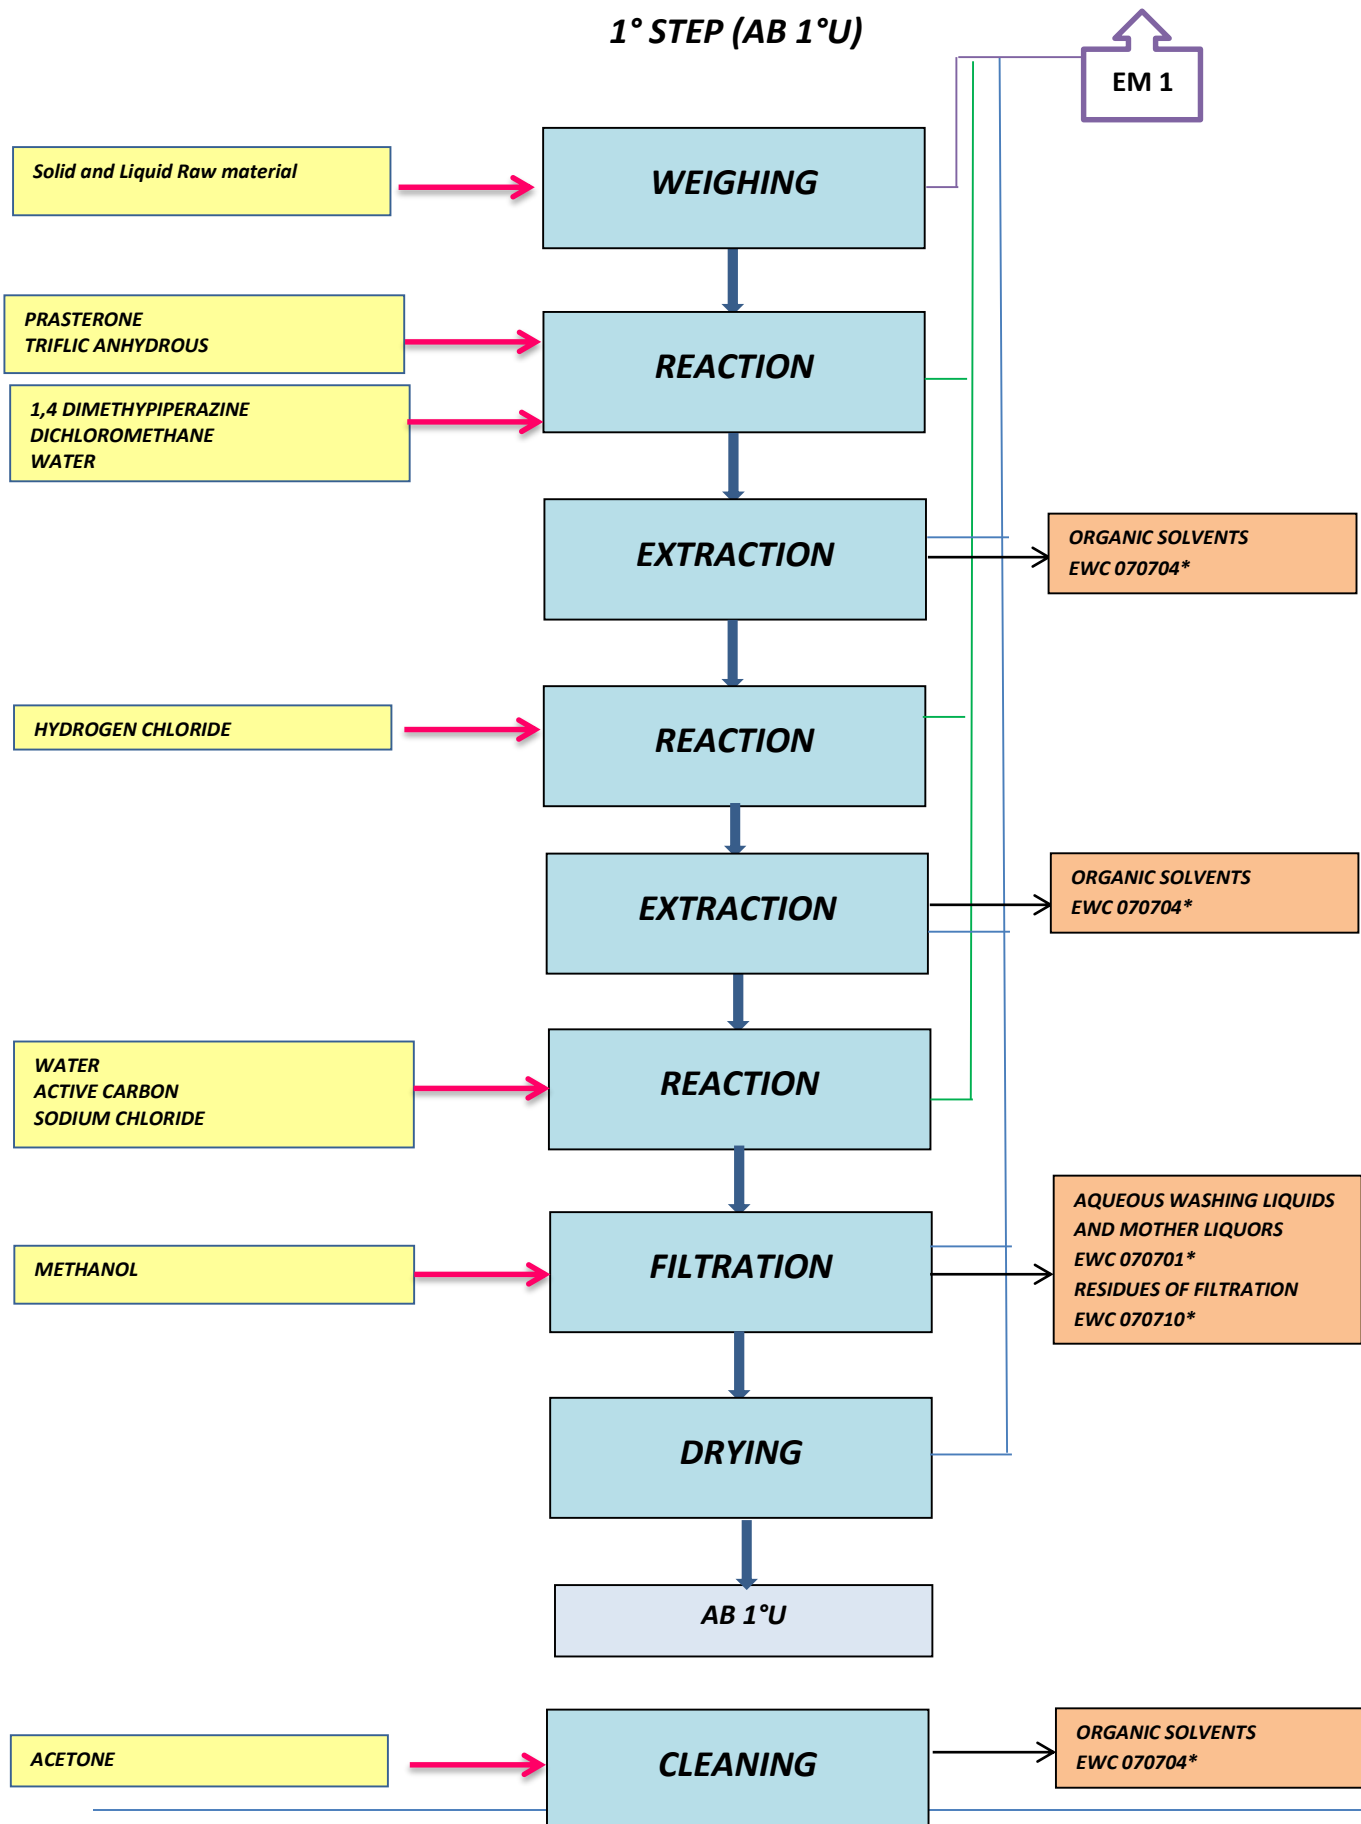 1° STEP (AB 1°U)
EM 1
Solid and Liquid Raw material
WEIGHING
PRASTERONE
TRIFLIC ANHYDROUS
REACTION
1,4 DIMETHYPIPERAZINE
DICHLOROMETHANE
WATER
EXTRACTION
ORGANIC SOLVENTS
EWC 070704*
HYDROGEN CHLORIDE
REACTION
EXTRACTION
ORGANIC SOLVENTS
EWC 070704*
WATER
ACTIVE CARBON
SODIUM CHLORIDE
REACTION
METHANOL
FILTRATION
AQUEOUS WASHING LIQUIDS
AND MOTHER LIQUORS
EWC 070701*
RESIDUES OF FILTRATION
EWC 070710*
DRYING
AB 1°U
ACETONE
CLEANING
ORGANIC SOLVENTS
EWC 070704*